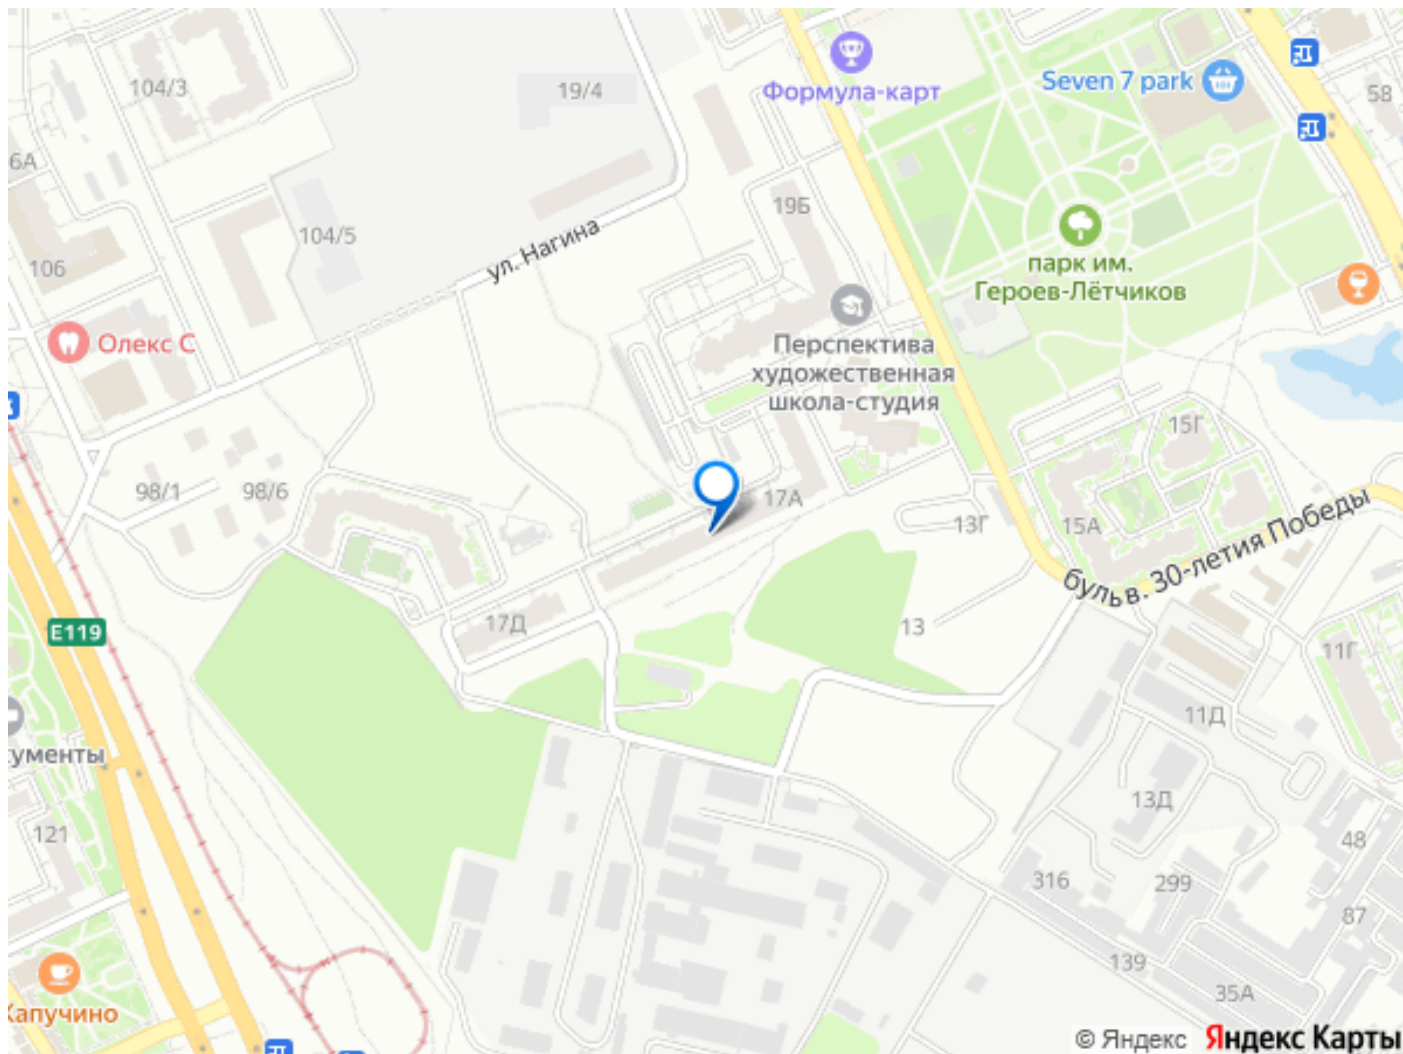 104/3
19/4
Формула-карт
Seven 7 park
58
6А
19Б
104/5
ул. Нагина
106
парк им.
Героев-Лётчиков
Олекс С
Перспектива
художественная
школа-студия
15Г
98/1
98/6
17А
13Г
15А
бульв. 30-летия Победы
E119
17Д
13
11Г
11Д
ументы
13Д
121
48
316
299
87
139
35А
Капучино
© Яндекс
Яндекс Карты